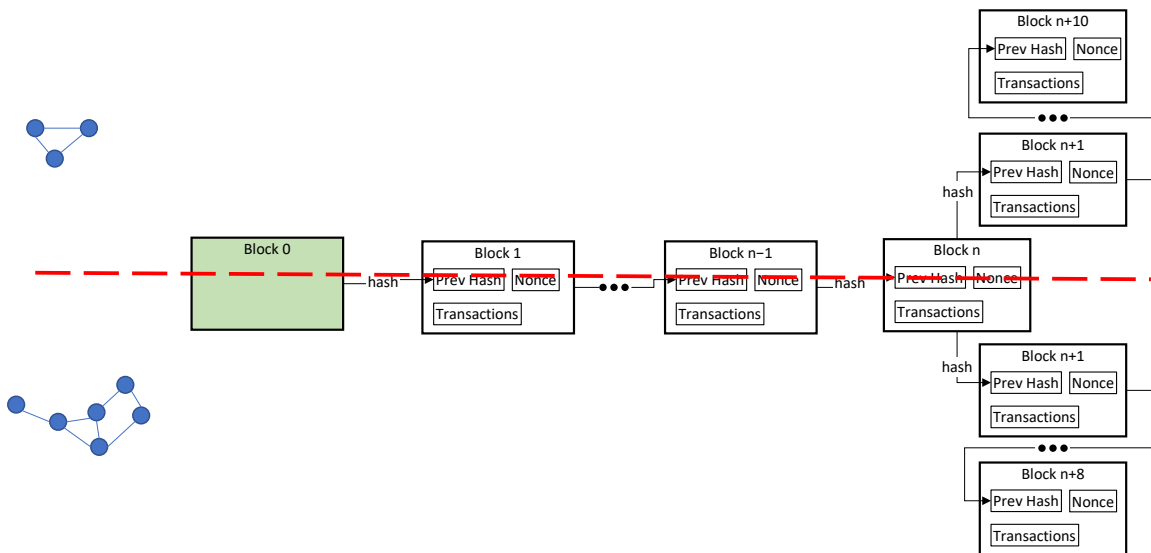 Block n+10
Prev Hash Nonce
Transactions
Block n+1
Prev Hash Nonce
hash
Transactions
Block 0
hash
Block 1
Prev Hash Nonce
Transactions
Block n−1
Prev Hash Nonce
Transactions
hash
Block n
Prev Hash Nonce
Transactions
hash
Block n+1
Prev Hash Nonce
Transactions
Block n+8
Prev Hash Nonce
Transactions